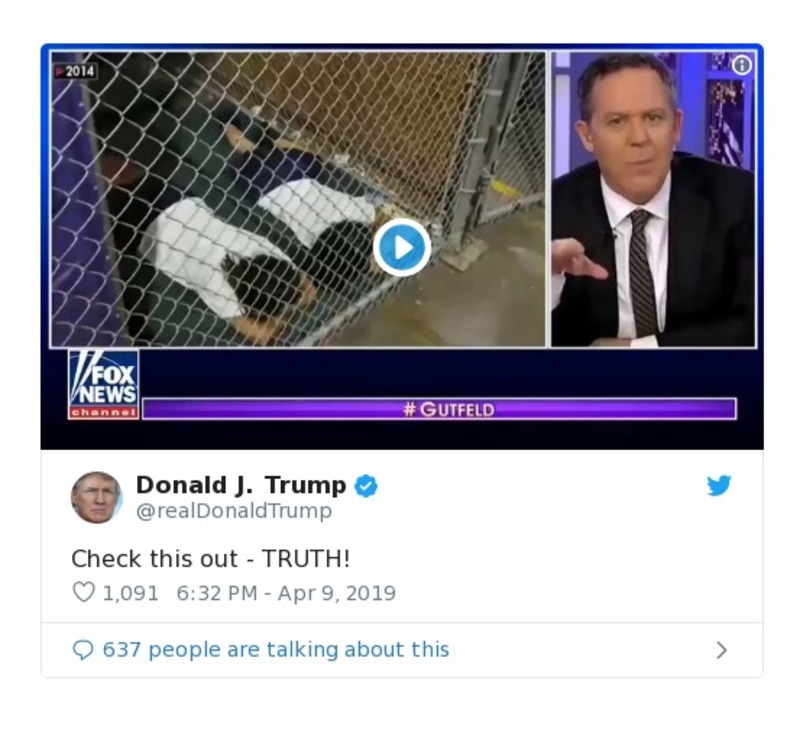 2014
FOX
NEWS
channel
# GUTFELD
Donald J. Trump
@realDonaldTrump
Check this out - TRUTH!
1,091 6:32 PM - Apr 9, 2019
637 people are talking about this